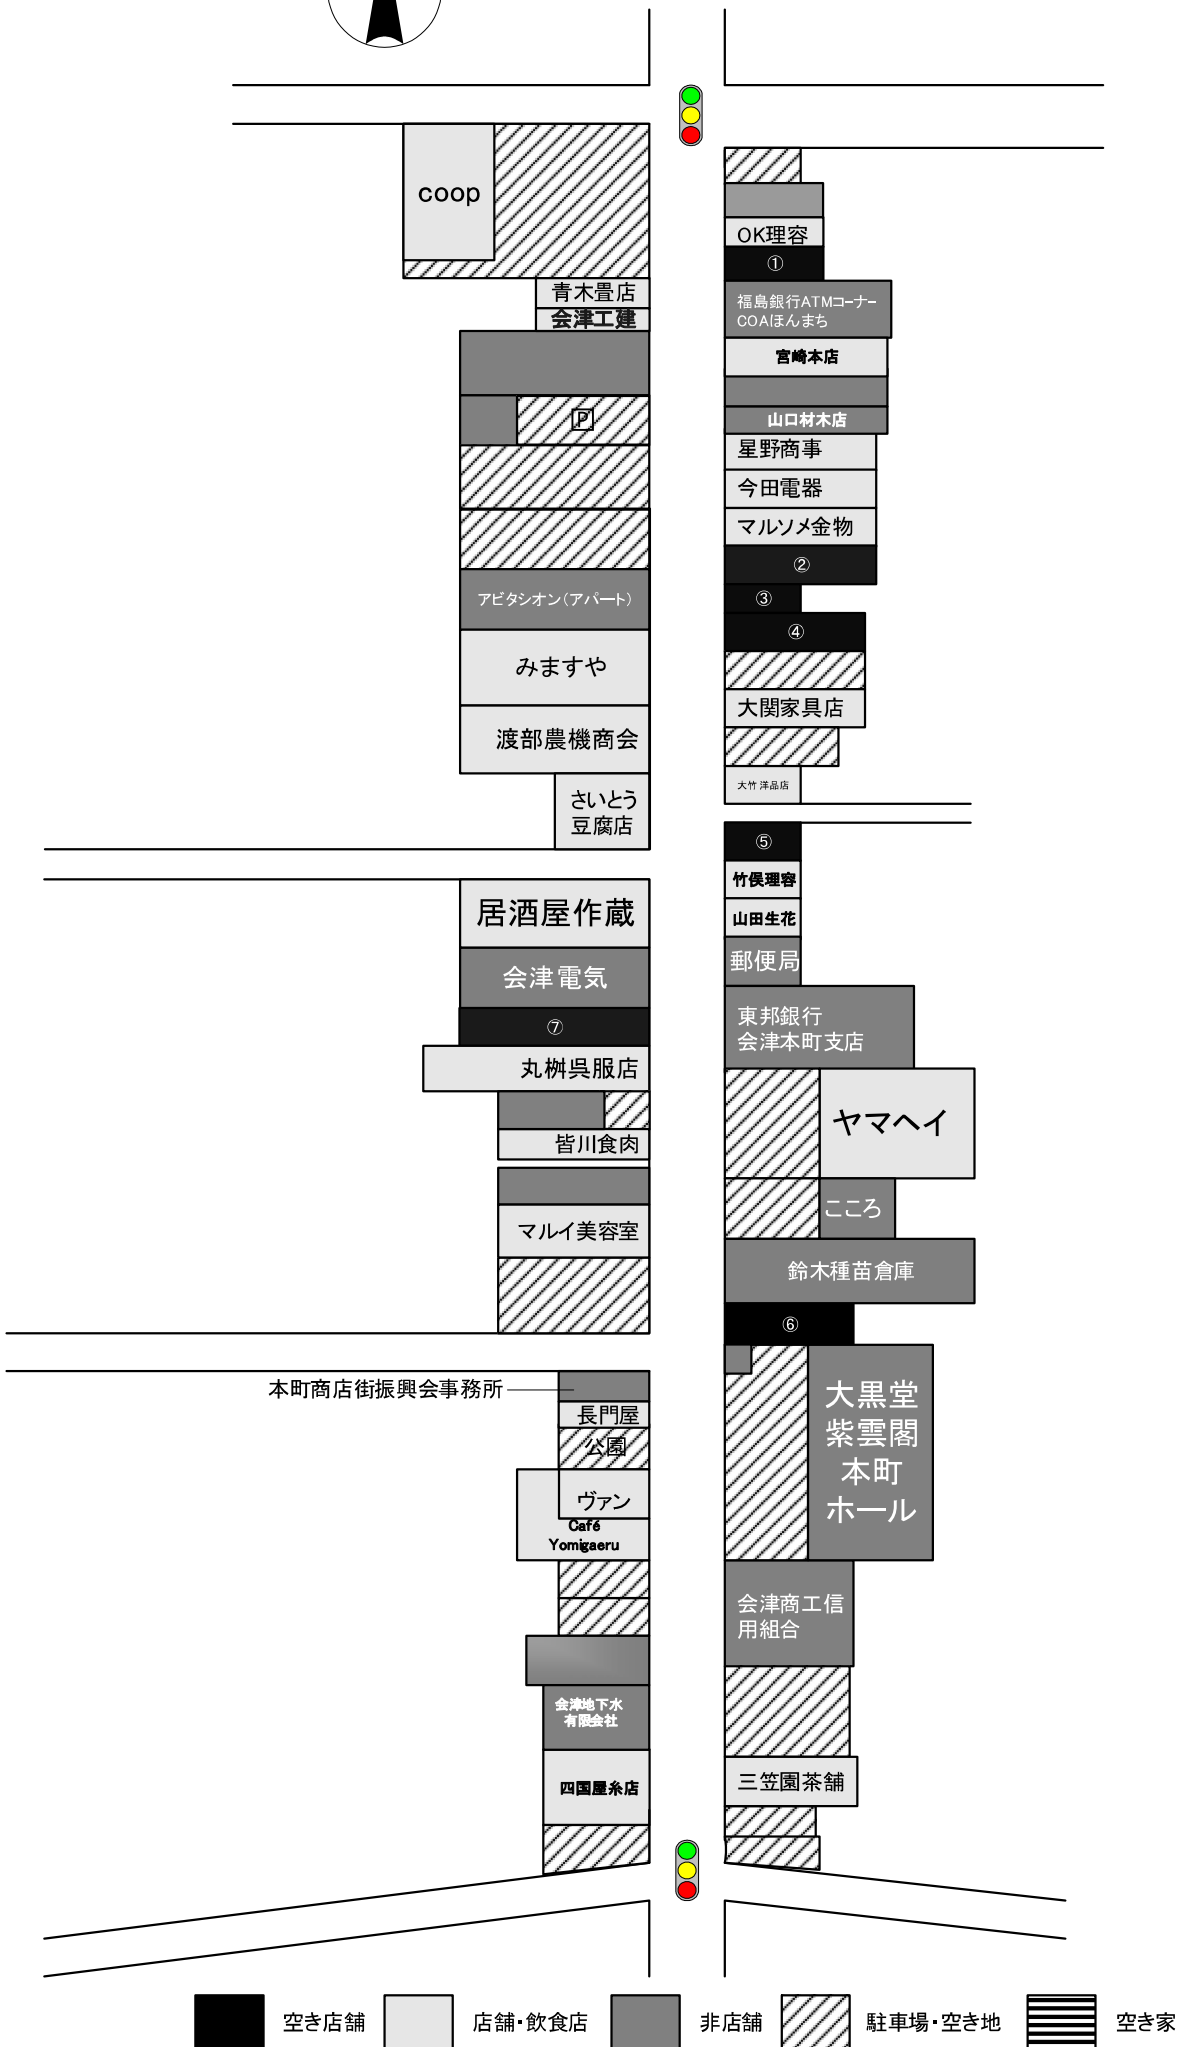 coop
青木畳店
会津工建
P
アビタシオン（アパート）
みますや
渡部農機商会
さいとう
豆腐店
居酒屋作蔵
会津電気
⑦
丸桝呉服店
皆川食肉
マルイ美容室
本町商店街振興会事務所
長門屋
公園
ヴァン
Café
Yomigaeru
会津地下水
有限会社
四国屋糸店
OK理容
①
福島銀行ATMコーナー
COAほんまち
宮崎本店
山口材木店
星野商事
今田電器
マルソメ金物
②
③
④
大関家具店
大竹洋品店
⑤
竹俣理容
山田生花
郵便局
東邦銀行
会津本町支店
ヤマヘイ
こころ
鈴木種苗倉庫
⑥
大黒堂
紫雲閣
本町
ホール
会津商工信
用組合
三笠園茶舗
空き店舗
店舗・飲食店
非店舗
駐車場・空き地
空き家